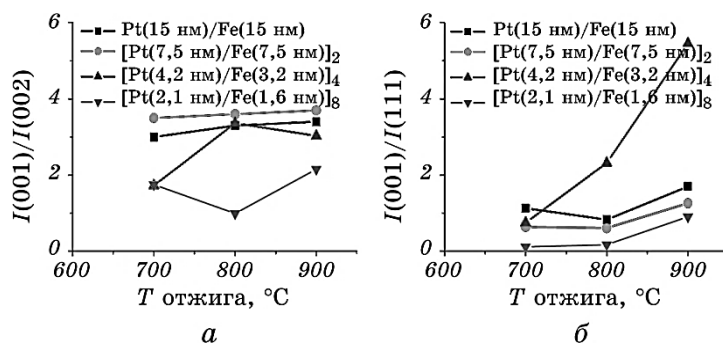 I(001)/I(002)
6
4
2
0
600
700
800
900
Pt(15 нм)/Fe(15 нм)
[Pt(7,5 нм)/Fe(7,5 нм)]2
[Pt(4,2 нм)/Fe(3,2 нм)]4
[Pt(2,1 нм)/Fe(1,6 нм)]8
T отжига, °C
а
I(001)/I(111)
6
4
2
0
600
700
800
900
Pt(15 нм)/Fe(15 нм)
[Pt(7,5 нм)/Fe(7,5 нм)]2
[Pt(4,2 нм)/Fe(3,2 нм)]4
[Pt(2,1 нм)/Fe(1,6 нм)]8
T отжига, °C
б